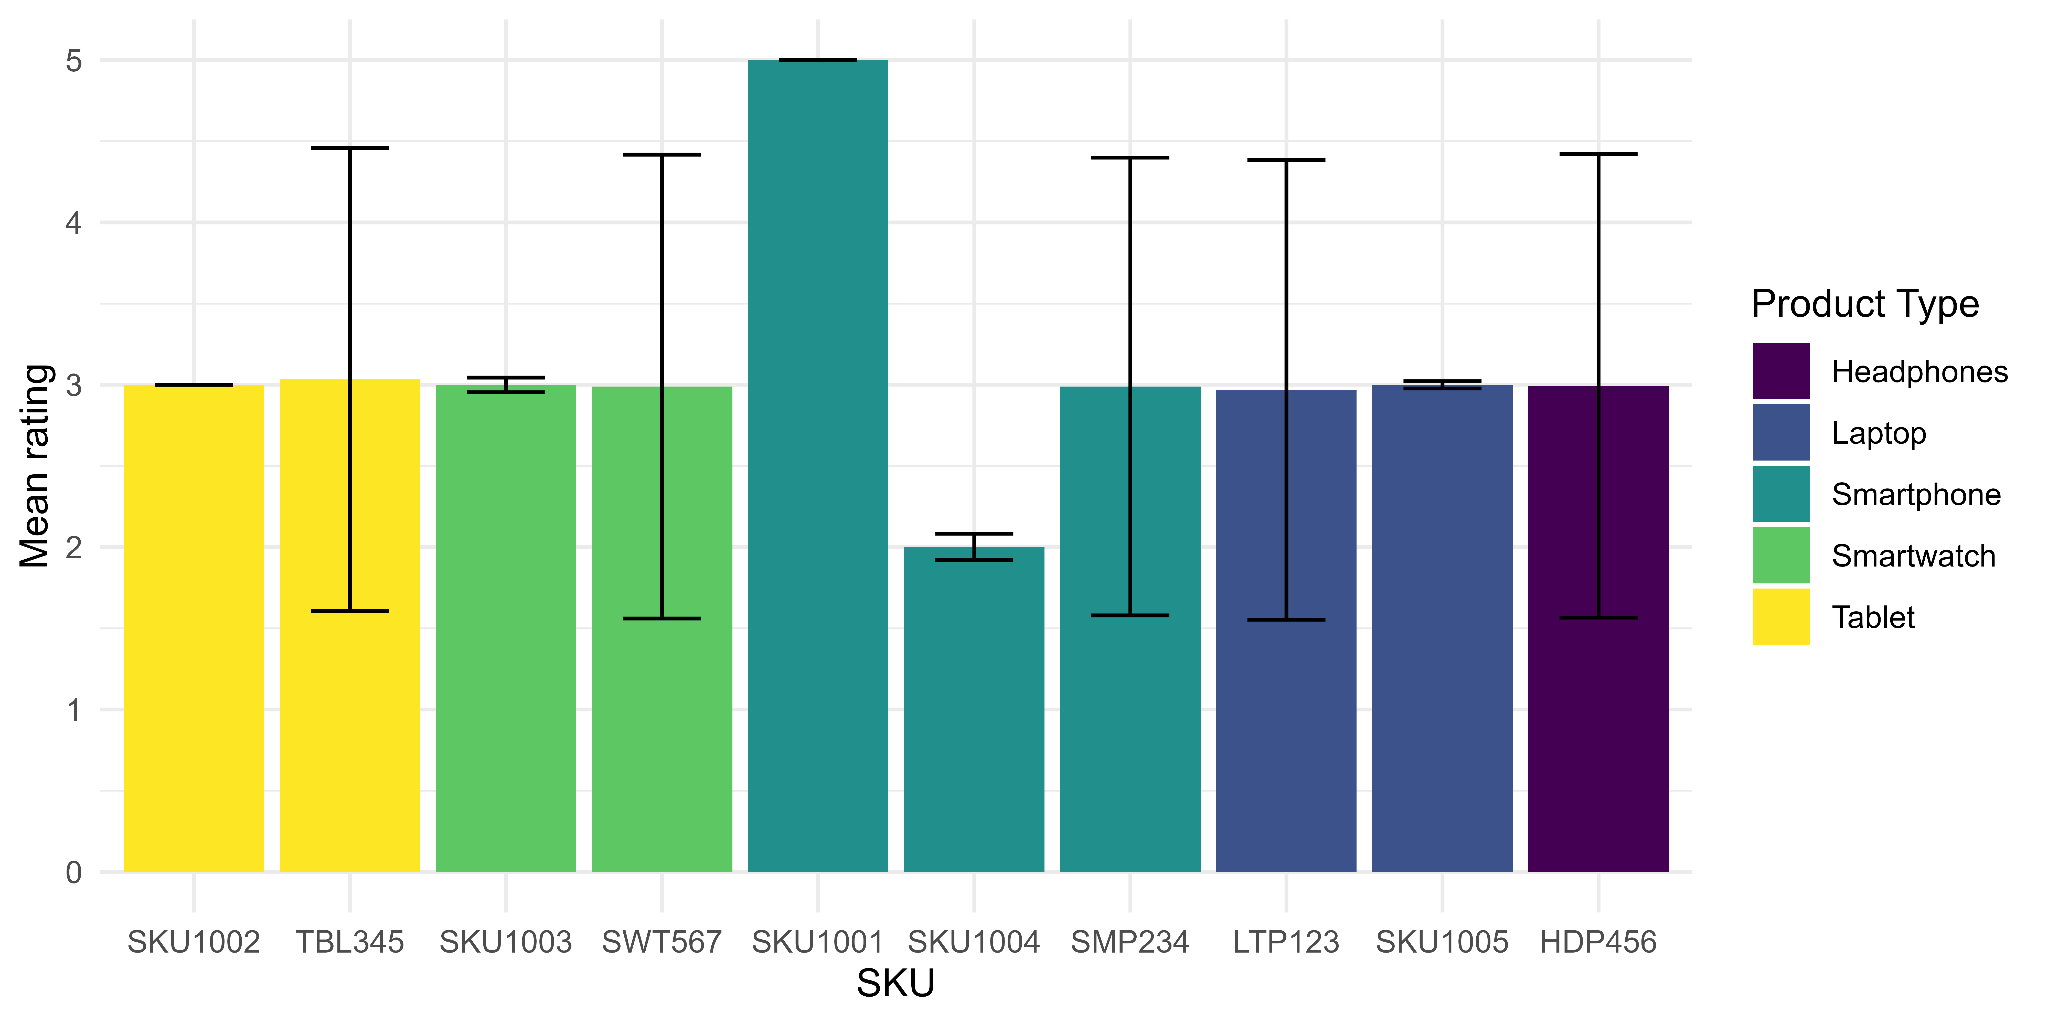 5
4
3
2
1
0
Mean rating
SKU1002 TBL345 SKU1003 SWT567 SKU1001 SKU1004 SMP234 LTP123 SKU1005 HDP456
SKU
Product Type
Headphones
Laptop
Smartphone
Smartwatch
Tablet